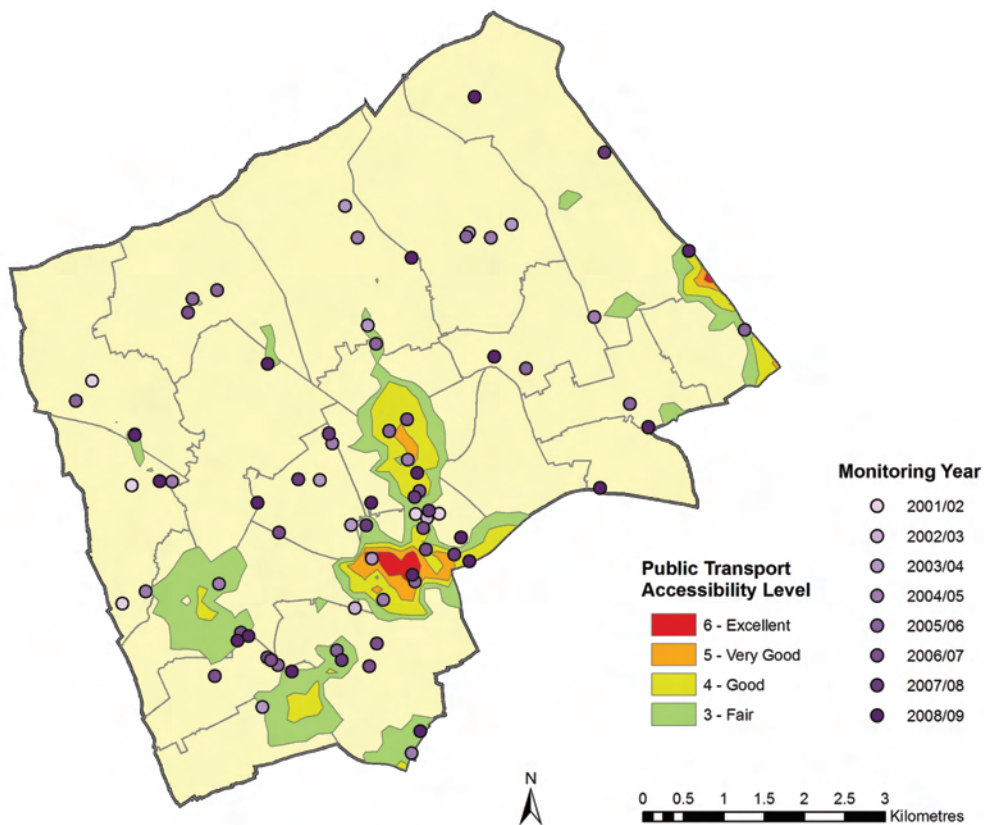 Monitoring Year
2001/02
2002/03
2003/04
2004/05
2005/06
2006/07
2007/08
2008/09
Public Transport
Accessibility Level
6 - Excellent
5 - Very Good
4 - Good
3 - Fair
N
0 0.5 1 1.5 2 2.5 3
Kilometres